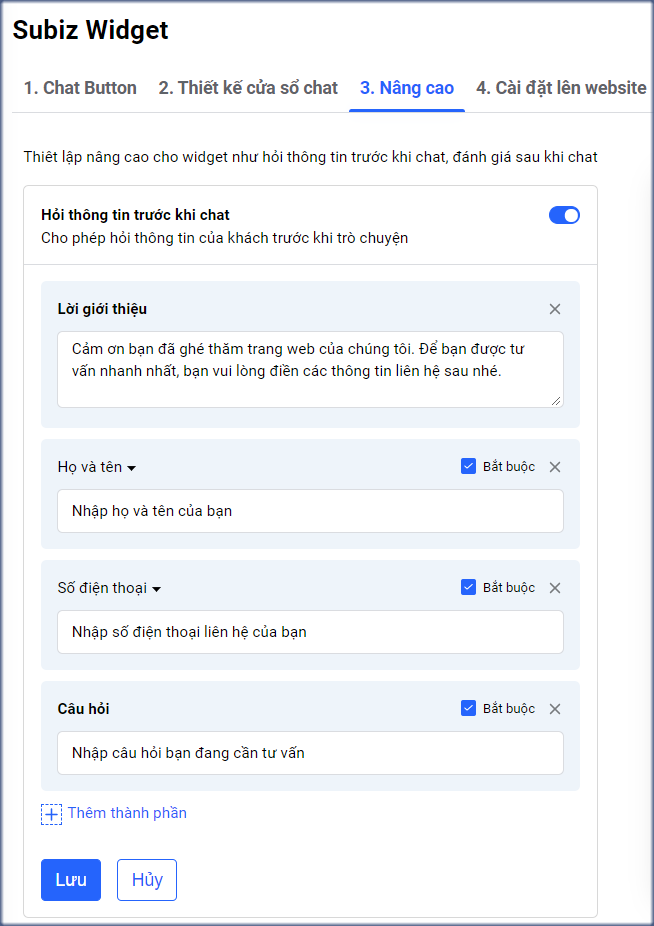 Subiz Widget
1. Chat Button 2. Thiết kế cửa sổ chat 3. Nâng cao 4. Cài đặt lên website
Thiêt lập nâng cao cho widget như hỏi thông tin trước khi chat, đánh giá sau khi chat
Hỏi thông tin trước khi chat
Cho phép hỏi thông tin của khách trước khi trò chuyện
Lời giới thiệu
Cảm ơn bạn đã ghé thăm trang web của chúng tôi. Để bạn được tư
vấn nhanh nhất, bạn vui lòng điền các thông tin liên hệ sau nhé.
Họ và tên Bắt buộc
Nhập họ và tên của bạn
Số điện thoại Bắt buộc
Nhập số điện thoại liên hệ của bạn
Câu hỏi Bắt buộc
Nhập câu hỏi bạn đang cần tư vấn
Thêm thành phần
Lưu Hủy